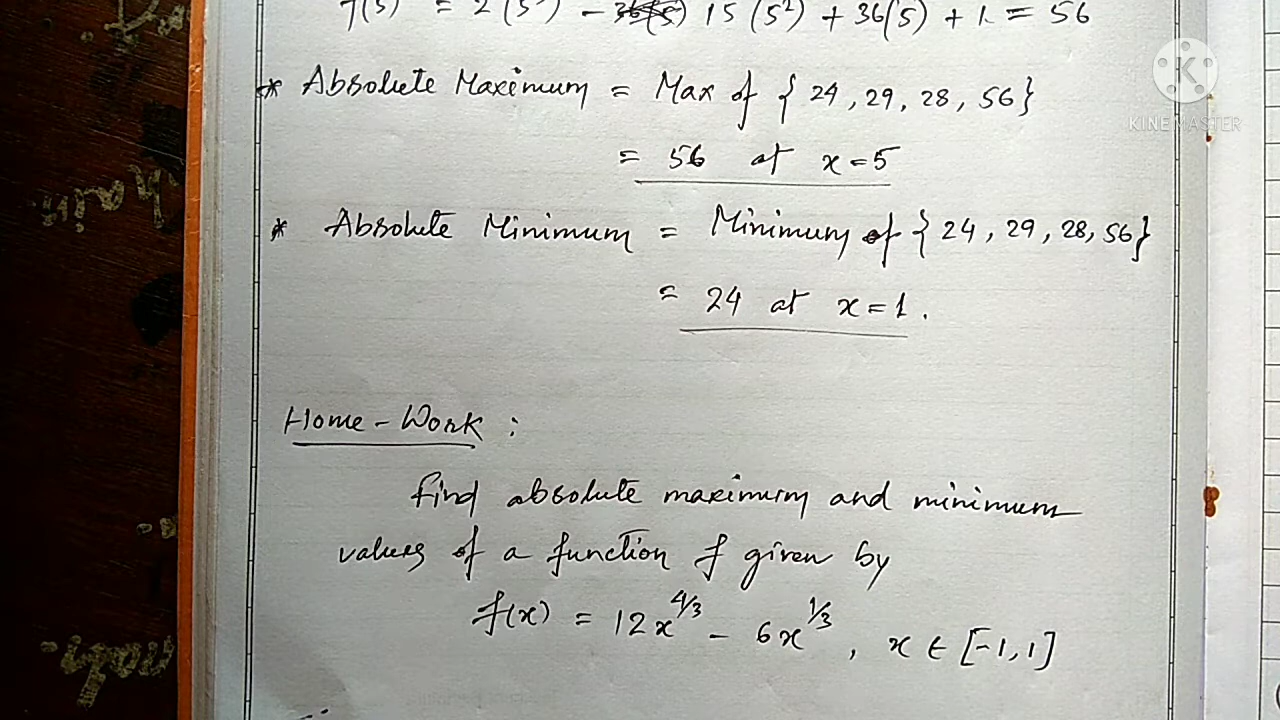 f(5) = 2(5³) - 36(5) 15(5²) + 36(5) + 1 = 56
KINEMASTER
* Absolute Maximum = Max of { 24, 29, 28, 56}
= 56 at x=5
* Absolute Minimum = Minimum of { 24, 29, 28, 56}
= 24 at x=1.
Home-Work :
find absolute maximum and minimum
values of a function f given by
f(x) = 12x^4/3 - 6x^1/3, x ∈ [-1, 1]